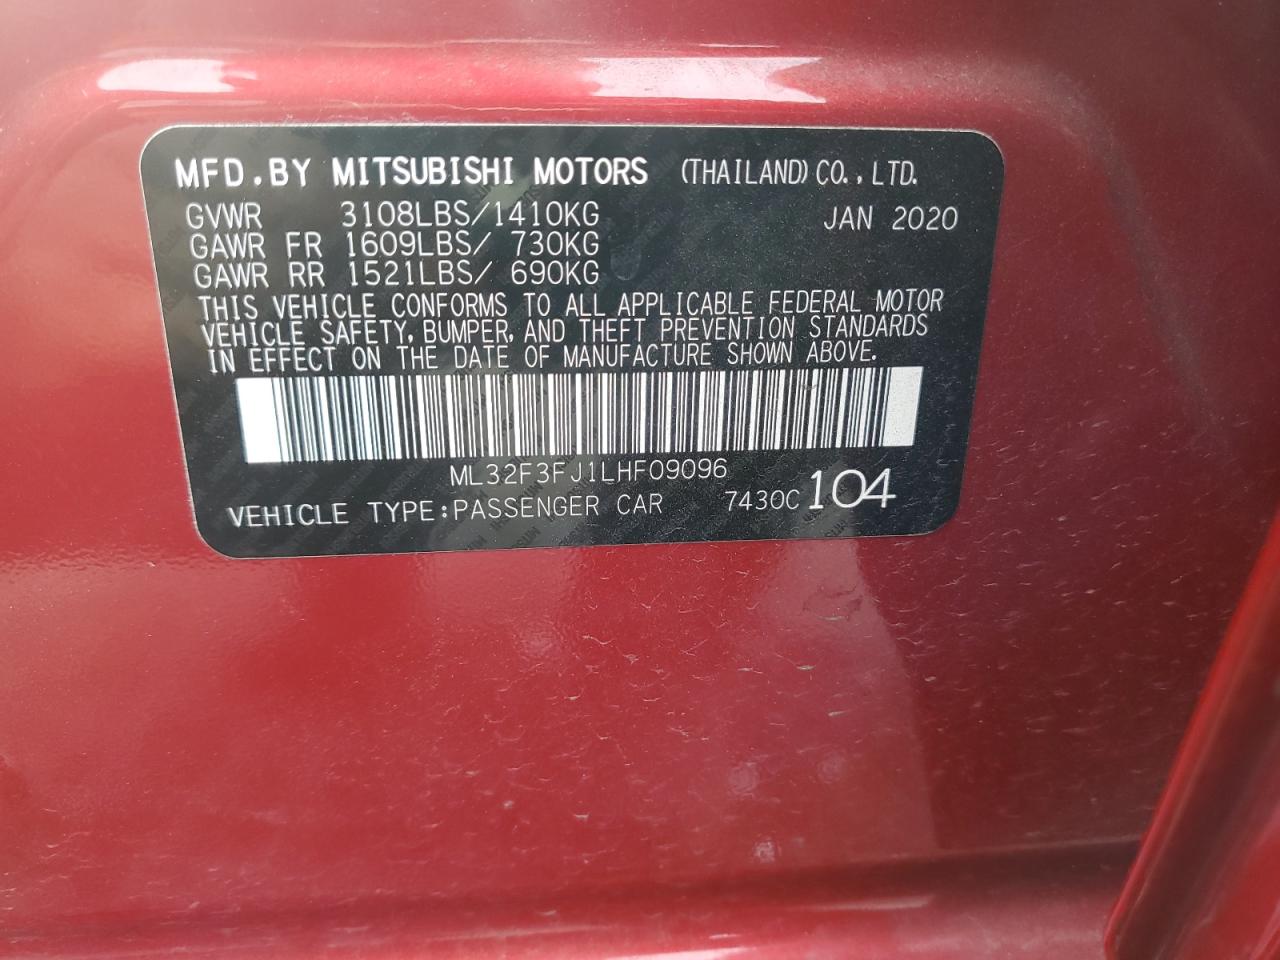 MFD.BY MITSUBISHI MOTORS (THAILAND) CO.,LTD.
GVWR 3108LBS/1410KG JAN 2020
GAWR FR 1609LBS/ 730KG
GAWR RR 1521LBS/ 690KG
THIS VEHICLE CONFORMS TO ALL APPLICABLE FEDERAL MOTOR
VEHICLE SAFETY, BUMPER, AND THEFT PREVENTION STANDARDS
IN EFFECT ON THE DATE OF MANUFACTURE SHOWN ABOVE.
ML32F3FJ1LHF09096
VEHICLE TYPE:PASSENGER CAR 7430C 104